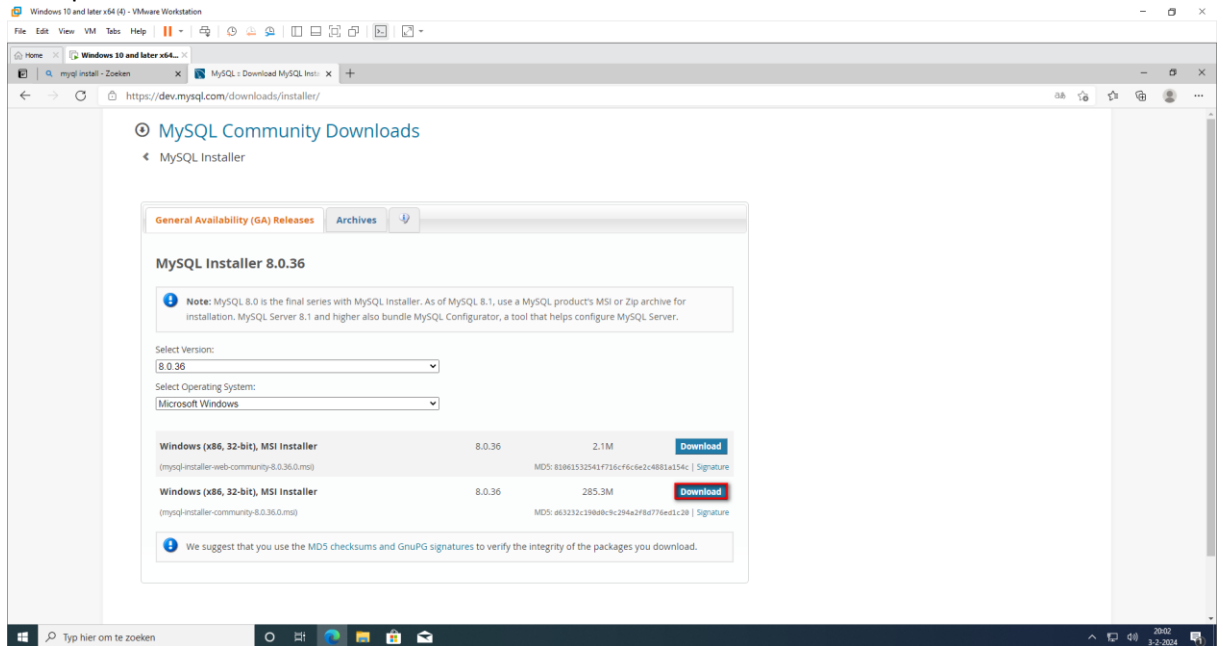 Windows 10 and later x64 (4) - VMware Workstation
File Edit View VM Tabs Help
Home Windows 10 and later x64...
myql install - Zoeken MySQL :: Download MySQL Insta
https://dev.mysql.com/downloads/installer/
MySQL Community Downloads
MySQL Installer
General Availability (GA) Releases Archives
MySQL Installer 8.0.36
Note: MySQL 8.0 is the final series with MySQL Installer. As of MySQL 8.1, use a MySQL product's MSI or Zip archive for
installation. MySQL Server 8.1 and higher also bundle MySQL Configurator, a tool that helps configure MySQL Server.
Select Version:
8.0.36
Select Operating System:
Microsoft Windows
Windows (x86, 32-bit), MSI Installer 8.0.36 2.1M Download
(mysql-installer-web-community-8.0.36.0.msi) MD5: 81061532541f716cf6c6e2c4881a154c | Signature
Windows (x86, 32-bit), MSI Installer 8.0.36 285.3M Download
(mysql-installer-community-8.0.36.0.msi) MD5: | Signature
We suggest that you use the MD5 checksums and GnuPG signatures to verify the integrity of the packages you download.
Typ hier om te zoeken
20:02
3-2-2024